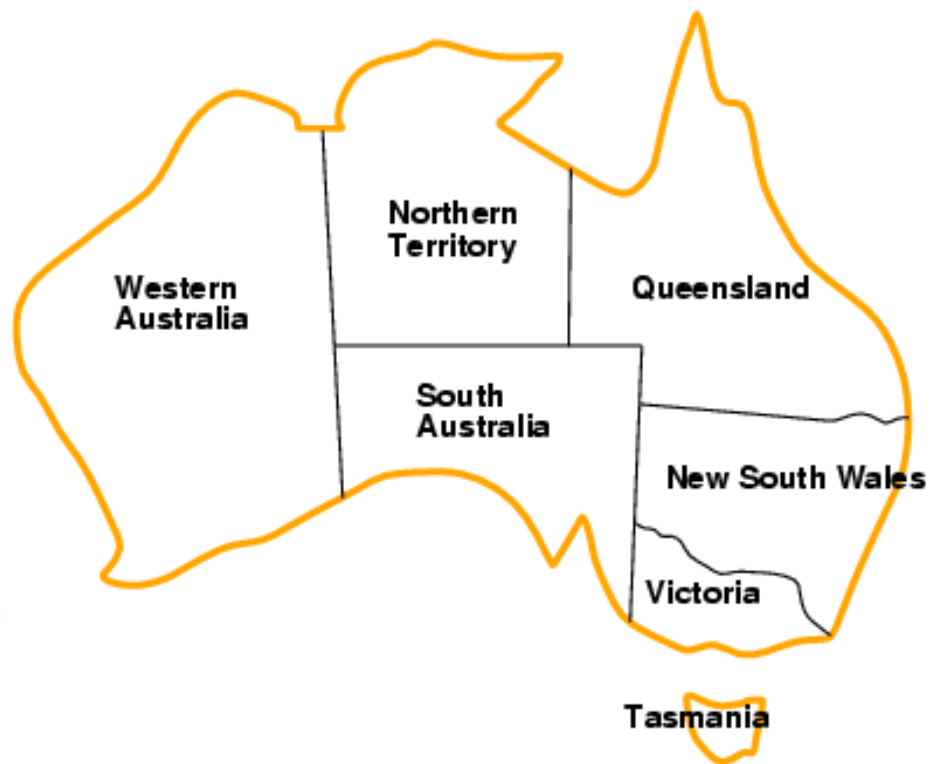 Northern
Territory
Western
Australia
Queensland
South
Australia
New South Wales
Victoria
Tasmania